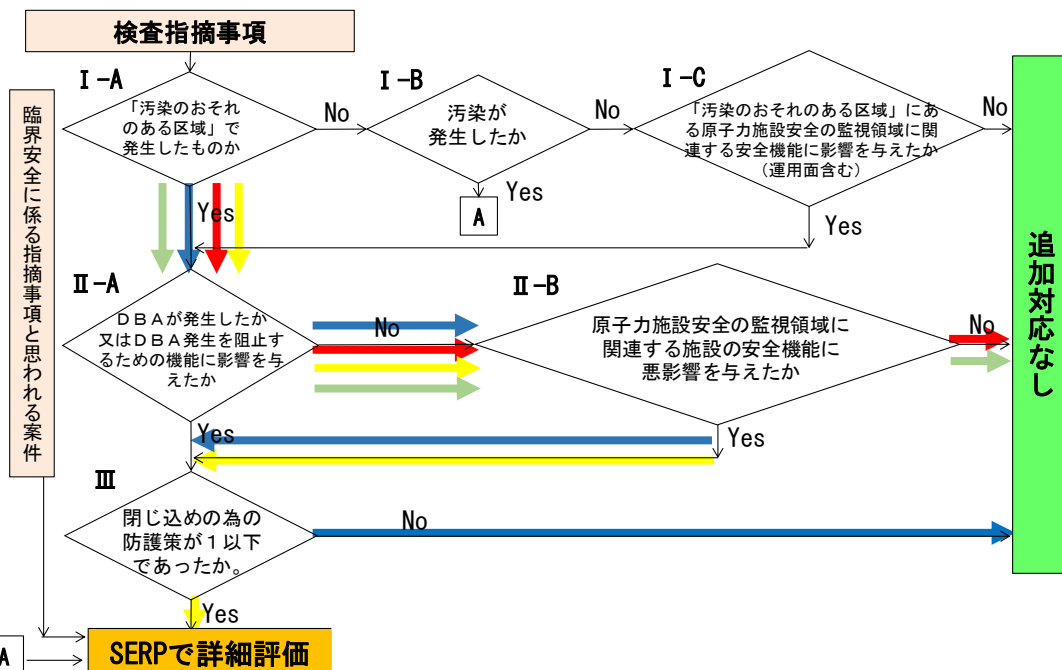 検査指摘事項
Ⅰ-A
Ⅰ-B
Ⅰ-C
「汚染のおそれ
のある区域」で
発生したものか
No
汚染が
発生したか
No
「汚染のおそれのある区域」にあ
る原子力施設安全の監視領域に関
連する安全機能に影響を与えたか
(運用面含む)
No
Yes
Yes
A
Yes
臨界安全に係る指摘事項と思われる案件
追加対応なし
Ⅱ-A
Ⅱ-B
DBAが発生したか
又はDBA発生を阻止す
るための機能に影響を与
えたか
No
原子力施設安全の監視領域に
関連する施設の安全機能に
悪影響を与えたか
No
Yes
Yes
Ⅲ
閉じ込めの為の
防護策が1以下
であったか。
No
Yes
A
SERPで詳細評価